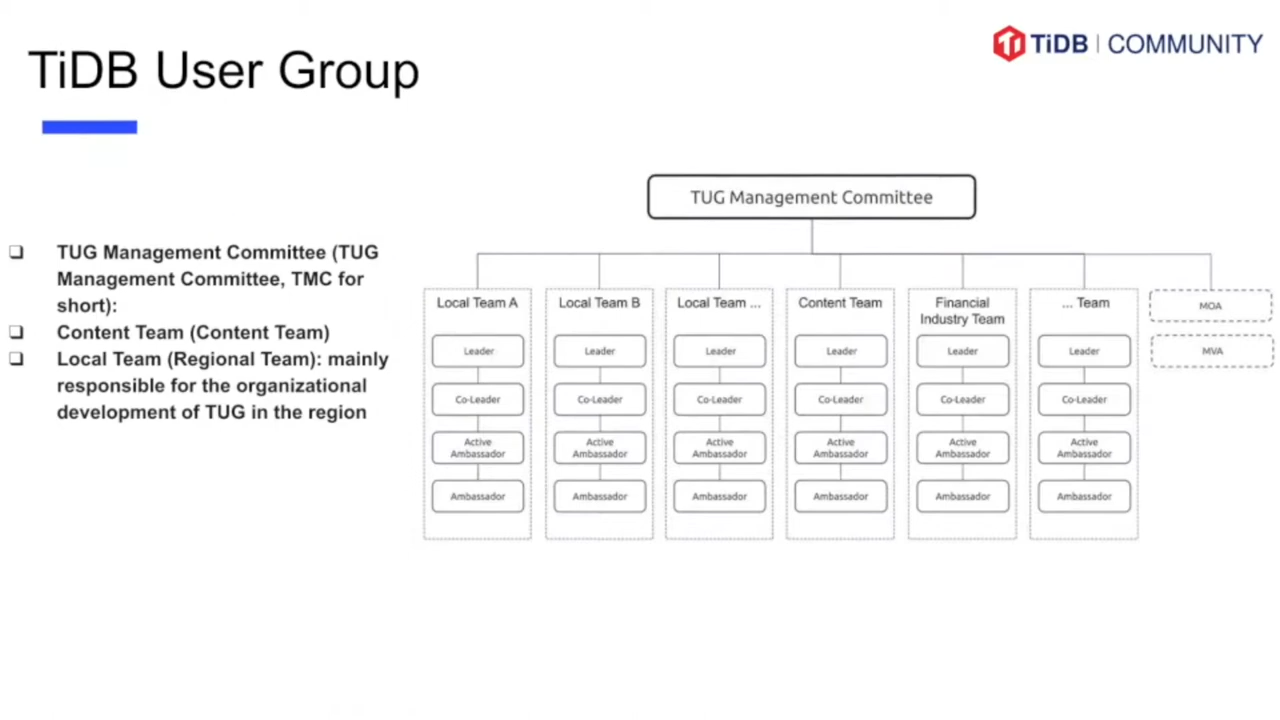 TiDB User Group
TiDB | COMMUNITY
❑ TUG Management Committee (TUG
Management Committee, TMC for
short):
❑ Content Team (Content Team)
❑ Local Team (Regional Team): mainly
responsible for the organizational
development of TUG in the region
TUG Management Committee
Local Team A
Leader
Co-Leader
Active
Ambassador
Ambassador
Local Team B
Leader
Co-Leader
Active
Ambassador
Ambassador
Local Team ...
Leader
Co-Leader
Active
Ambassador
Ambassador
Content Team
Leader
Co-Leader
Active
Ambassador
Ambassador
Financial
Industry Team
Leader
Co-Leader
Active
Ambassador
Ambassador
... Team
Leader
Co-Leader
Active
Ambassador
Ambassador
MOA
MVA